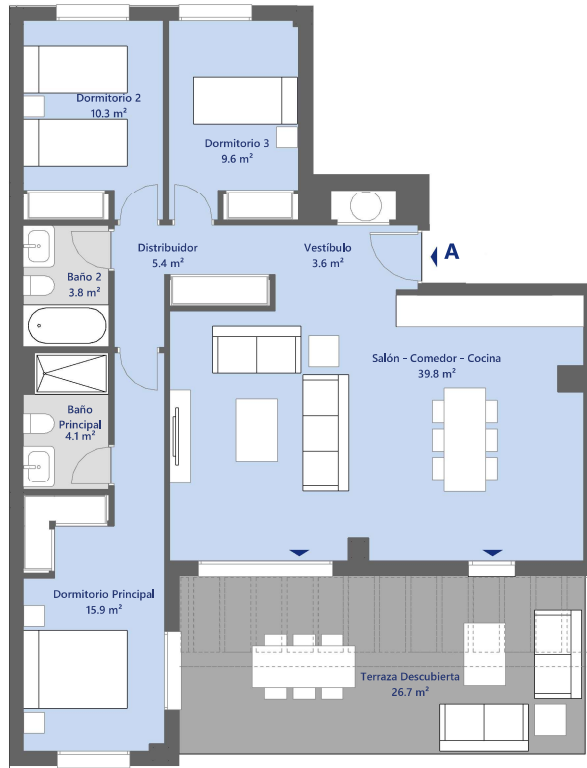 Dormitorio 2
10.3 m²
Dormitorio 3
9.6 m²
Distribuidor
5.4 m²
Vestíbulo
3.6 m²
A
Baño 2
3.8 m²
Salón - Comedor - Cocina
39.8 m²
Baño
Principal
4.1 m²
Dormitorio Principal
15.9 m²
Terraza Descubierta
26.7 m²